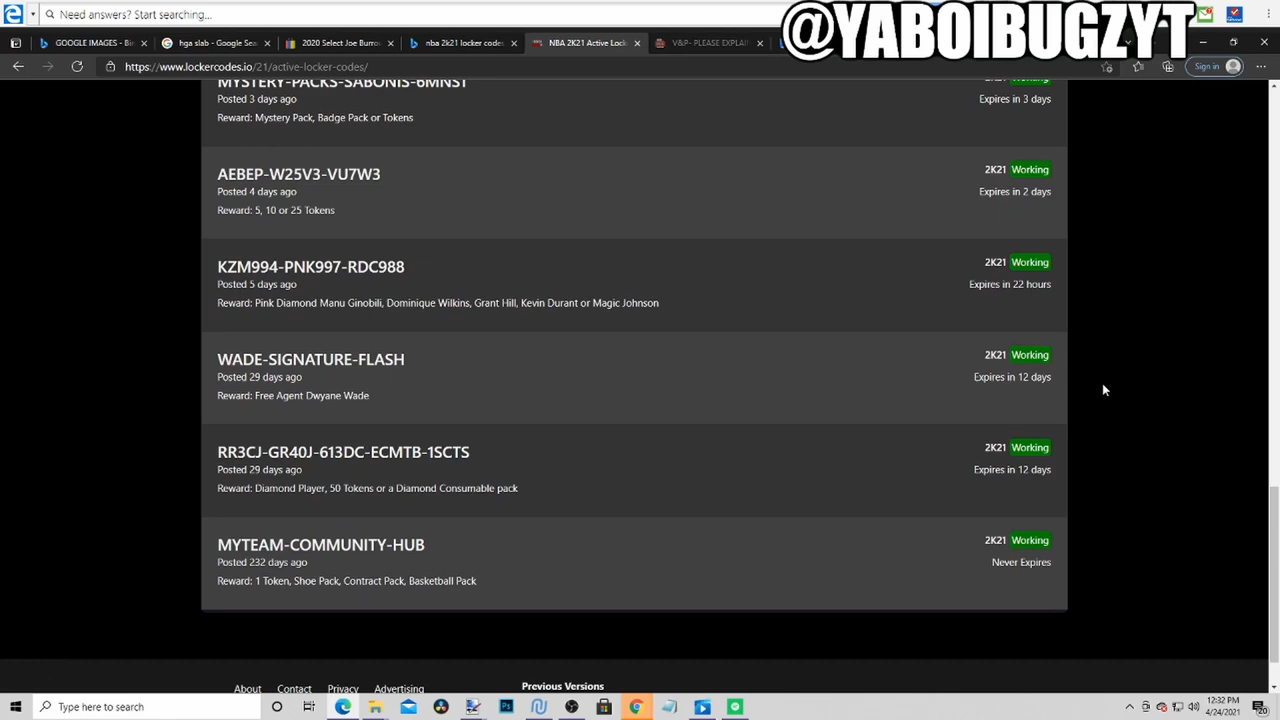 Need answers? Start searching...
@YABOIBUGZYT
GOOGLE IMAGES - Bi
hga slab - Google Sea
2020 Select Joe Burro
nba 2k21 locker codes
NBA 2K21 Active Loc
V&P- PLEASE EXPLAI
https://www.lockercodes.io/21/active-locker-codes/
Sign in
MYSTERY-PACKS-SABONIS-6MNST
Working
Posted 3 days ago
Expires in 3 days
Reward: Mystery Pack, Badge Pack or Tokens
AEBEP-W25V3-VU7W3
2K21 Working
Posted 4 days ago
Expires in 2 days
Reward: 5, 10 or 25 Tokens
KZM994-PNK997-RDC988
2K21 Working
Posted 5 days ago
Expires in 22 hours
Reward: Pink Diamond Manu Ginobili, Dominique Wilkins, Grant Hill, Kevin Durant or Magic Johnson
WADE-SIGNATURE-FLASH
2K21 Working
Posted 29 days ago
Expires in 12 days
Reward: Free Agent Dwyane Wade
RR3CJ-GR40J-613DC-ECMTB-1SCTS
2K21 Working
Posted 29 days ago
Expires in 12 days
Reward: Diamond Player, 50 Tokens or a Diamond Consumable pack
MYTEAM-COMMUNITY-HUB
2K21 Working
Posted 232 days ago
Never Expires
Reward: 1 Token, Shoe Pack, Contract Pack, Basketball Pack
About Contact Privacy Advertising
Previous Versions
Type here to search
12:32 PM
4/24/2021
20